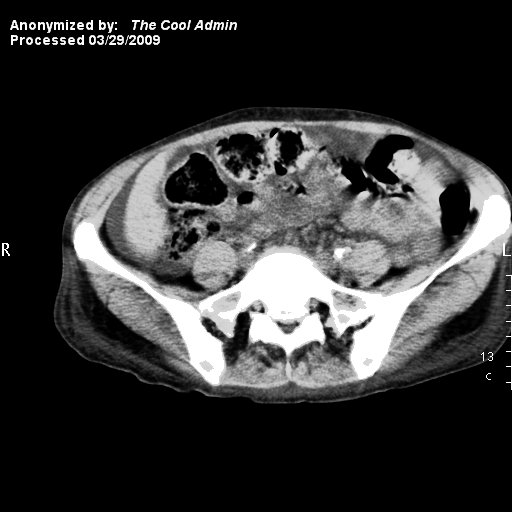 Anonymized by: The Cool Admin
Processed 03/29/2009
R
L
13
c